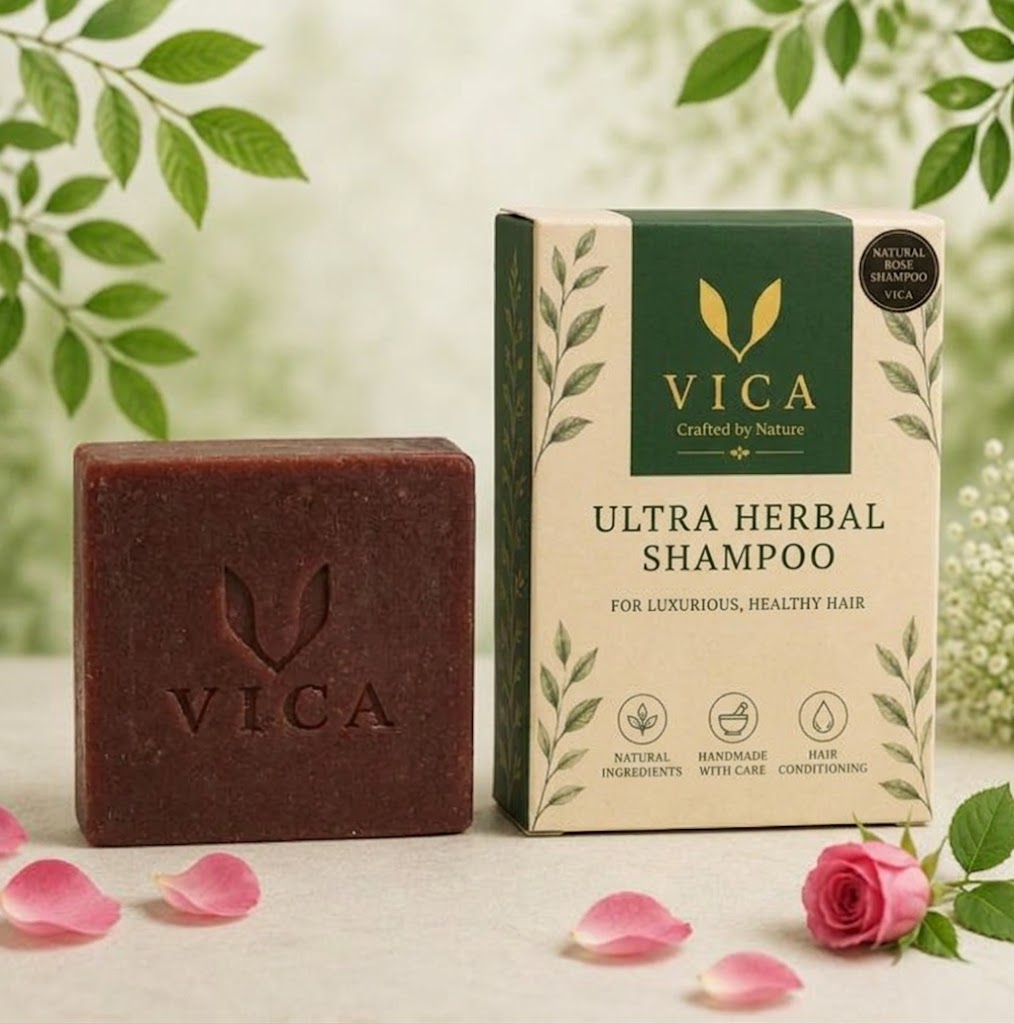 VICA
NATURAL
ROSE
SHAMPOO
VICA
VICA
Crafted by Nature
ULTRA HERBAL
SHAMPOO
FOR LUXURIOUS, HEALTHY HAIR
NATURAL
INGREDIENTS
HANDMADE
WITH CARE
HAIR
CONDITIONING